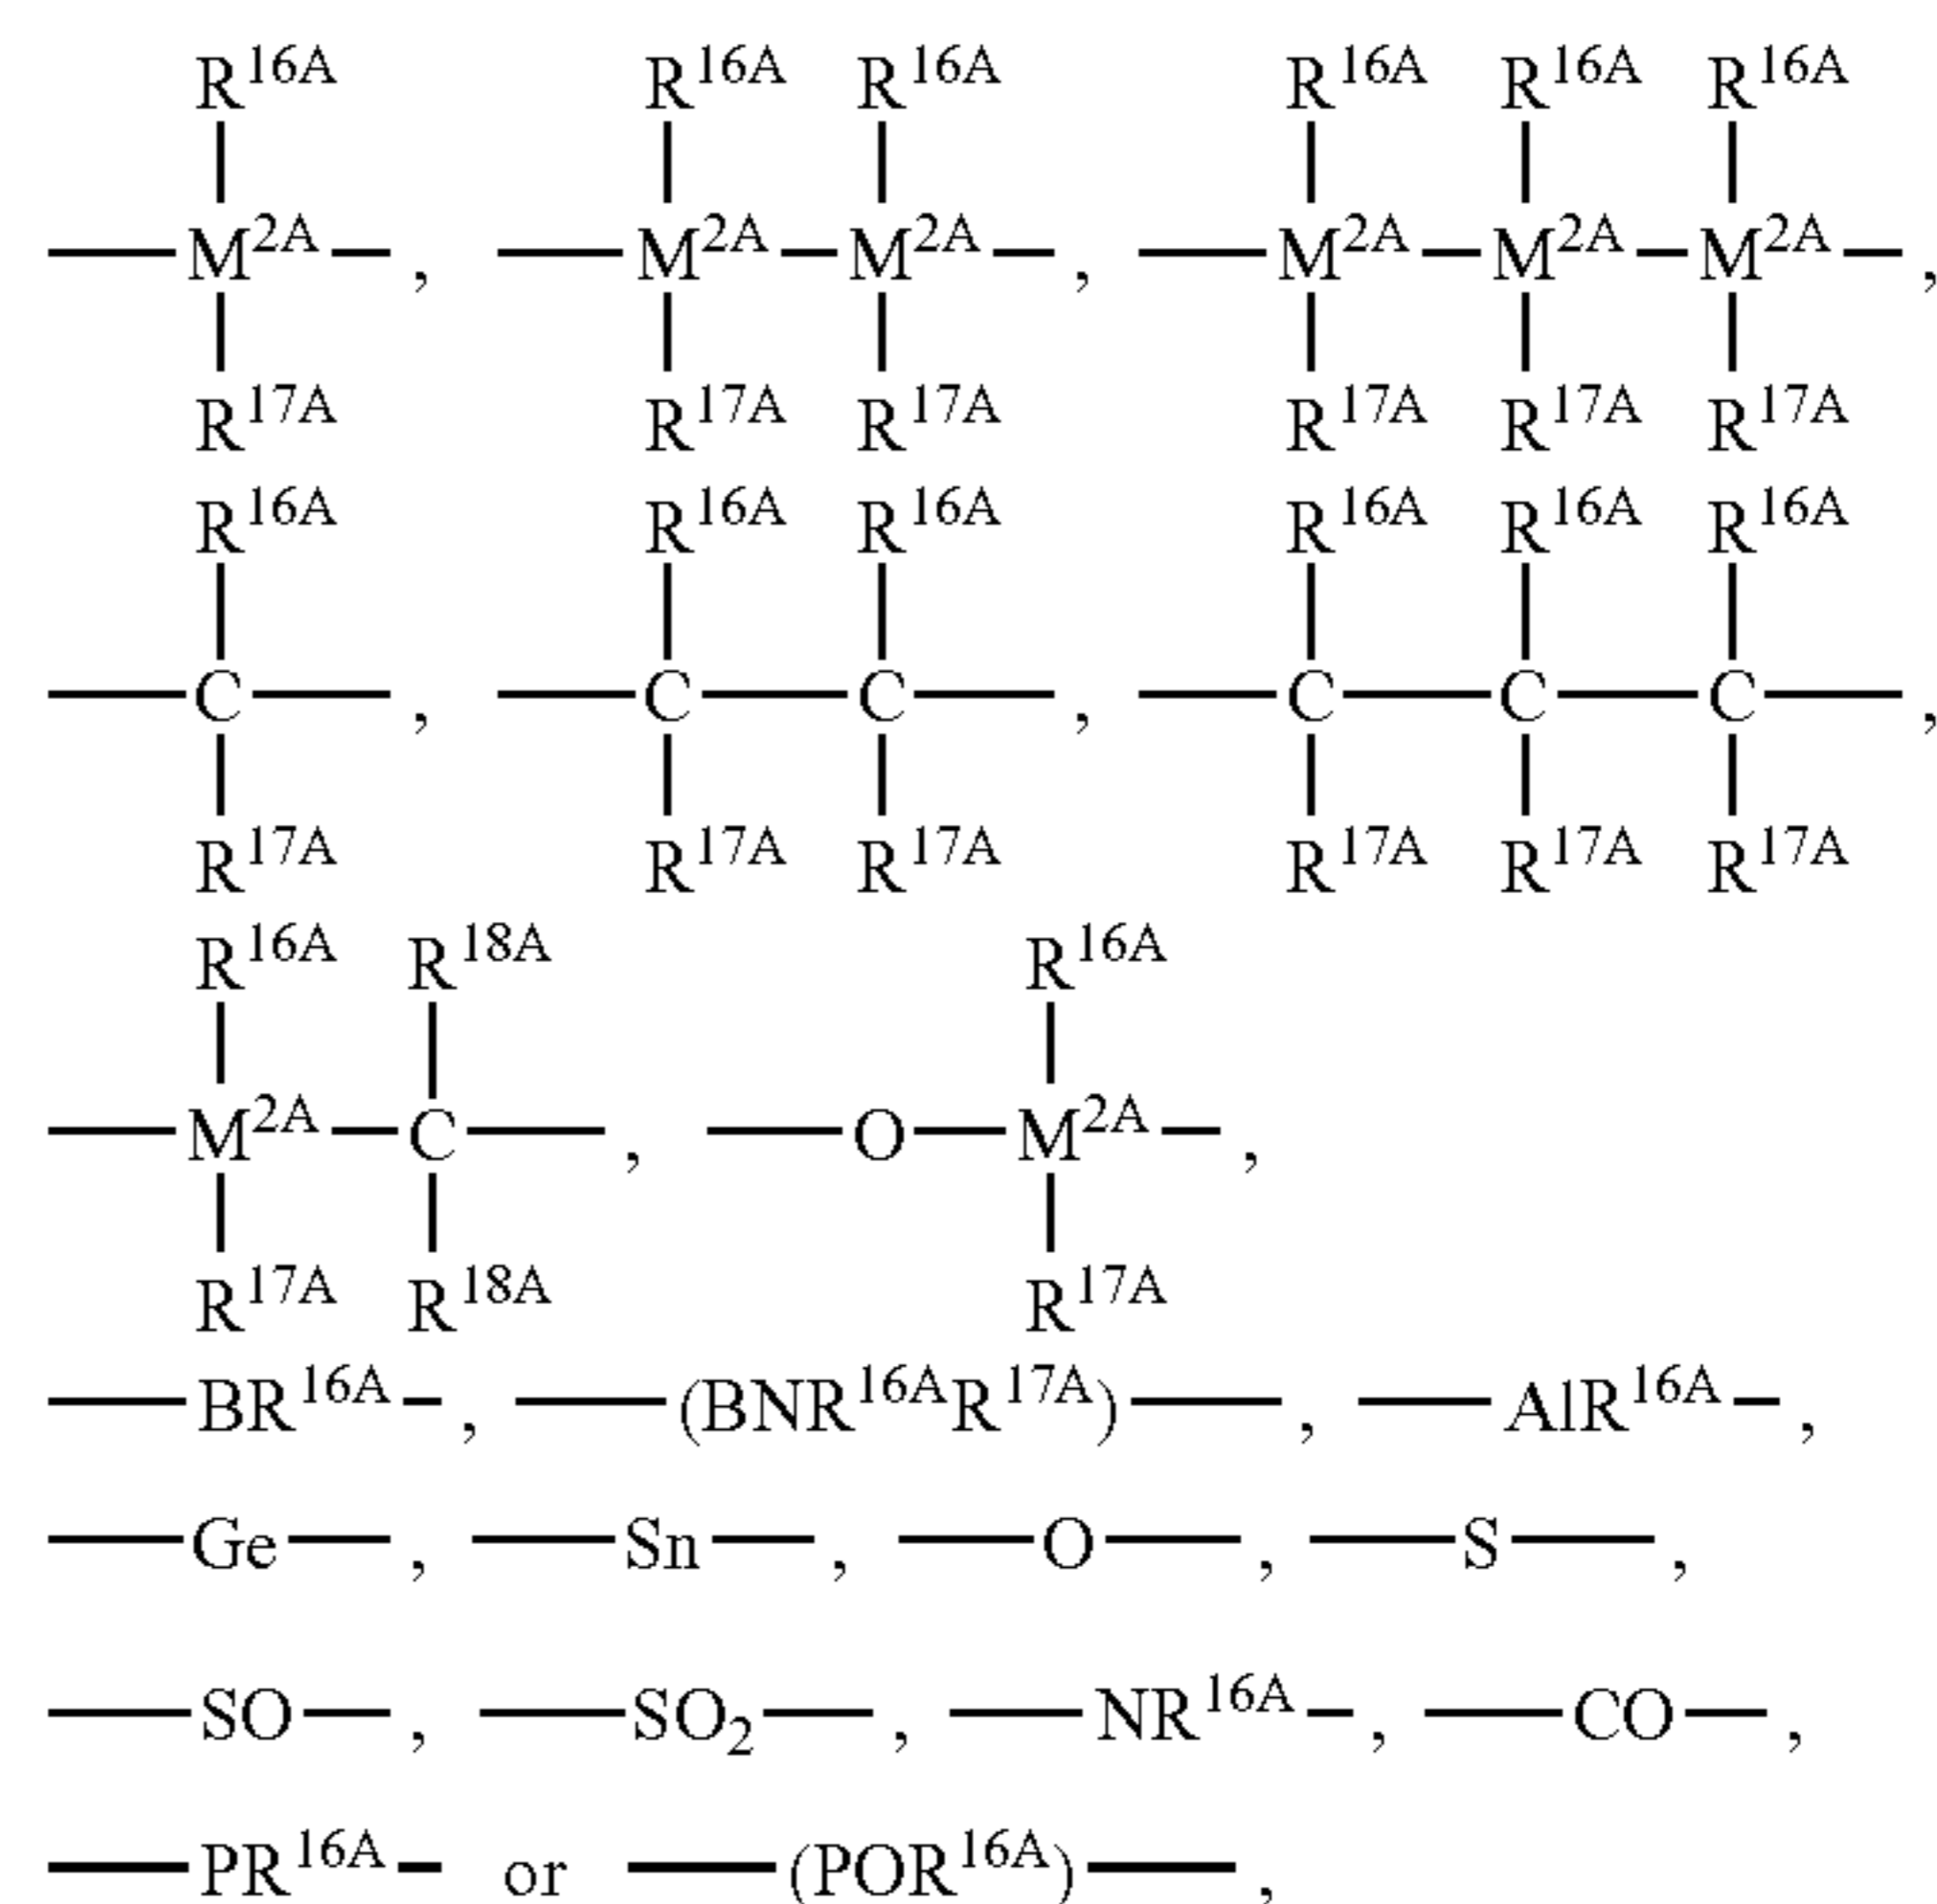 R16A R16A R16A R16A R16A R16A
—M2A—, —M2A—M2A—, —M2A—M2A—M2A—,
R17A R17A R17A R17A R17A R17A
R16A R16A R16A R16A R16A R16A
—C—, —C—C—, —C—C—C—,
R17A R17A R17A R17A R17A R17A
R16A R18A R16A
—M2A—C—, —O—M2A—,
R17A R18A R17A
—BR16A—, —(BNR16AR17A)—, —AlR16A—,
—Ge—, —Sn—, —O—, —S—,
—SO—, —SO2—, —NR16A—, —CO—,
—PR16A— or —(POR16A)—,